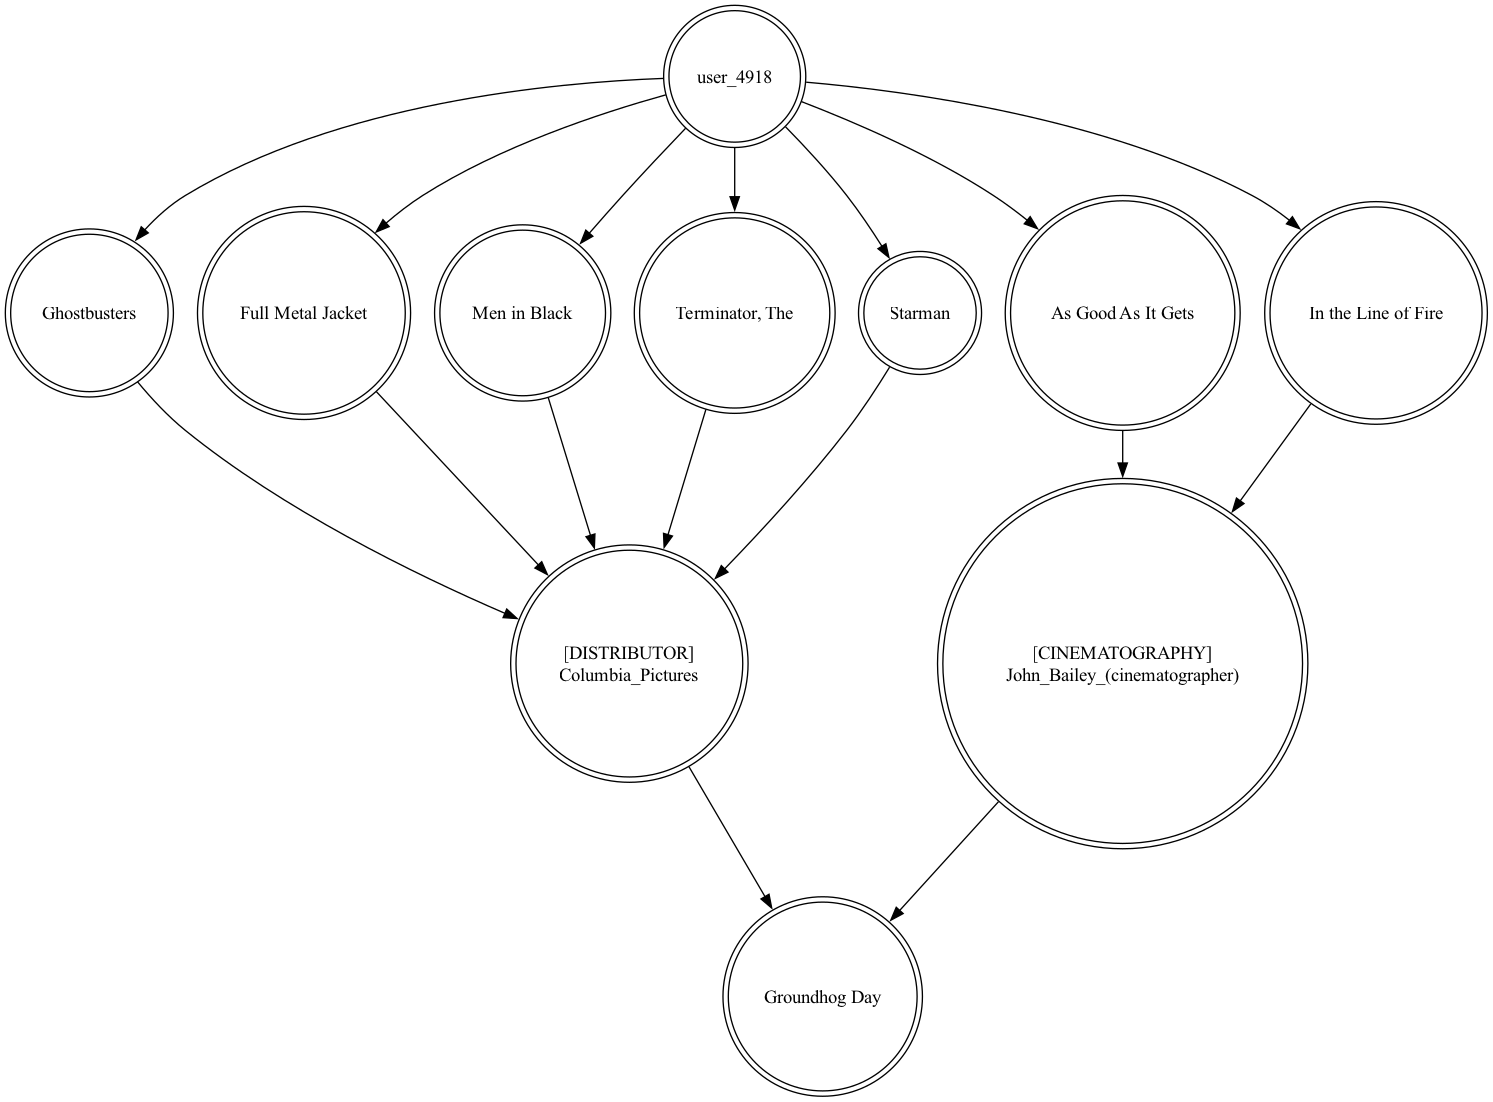 user_4918
Ghostbusters
Full Metal Jacket
Men in Black
Terminator, The
Starman
As Good As It Gets
In the Line of Fire
[DISTRIBUTOR]
Columbia_Pictures
[CINEMATOGRAPHY]
John_Bailey_(cinematographer)
Groundhog Day